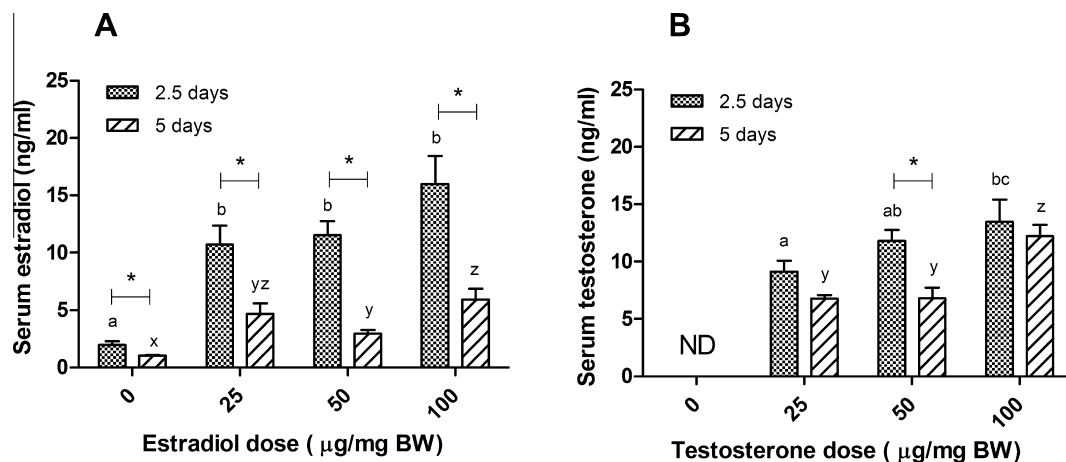 A
Serum estradiol (ng/ml)
25
20
15
10
5
0
2.5 days
5 days
*
a
x
*
b
yz
*
b
y
*
b
z
0
25
50
100
Estradiol dose ( μg/mg BW)
B
Serum testosterone (ng/ml)
25
20
15
10
5
0
2.5 days
5 days
ND
a
y
*
ab
y
bc
z
0
25
50
100
Testosterone dose ( μg/mg BW)